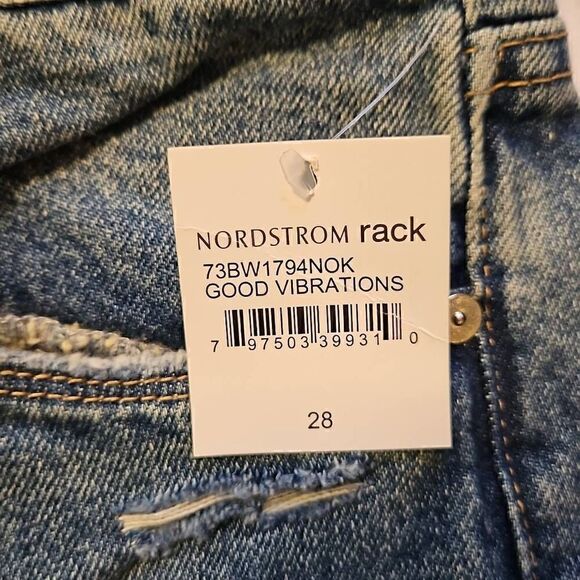 NORDSTROM rack
73BW1794NOK
GOOD VIBRATIONS
7 97503 39931 0
28